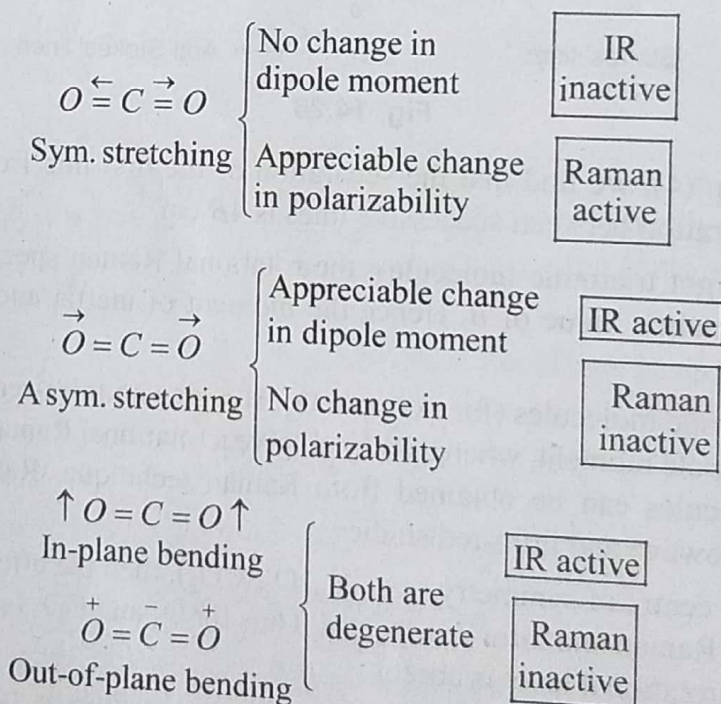 No change in
dipole moment
IR
inactive
O = C = O
Sym. stretching
Appreciable change
in polarizability
Raman
active
Appreciable change
in dipole moment
IR active
O = C = O
A sym. stretching
No change in
polarizability
Raman
inactive
↑ O = C = O ↑
In-plane bending
+ - +
O = C = O
Out-of-plane bending
Both are
degenerate
IR active
Raman
inactive